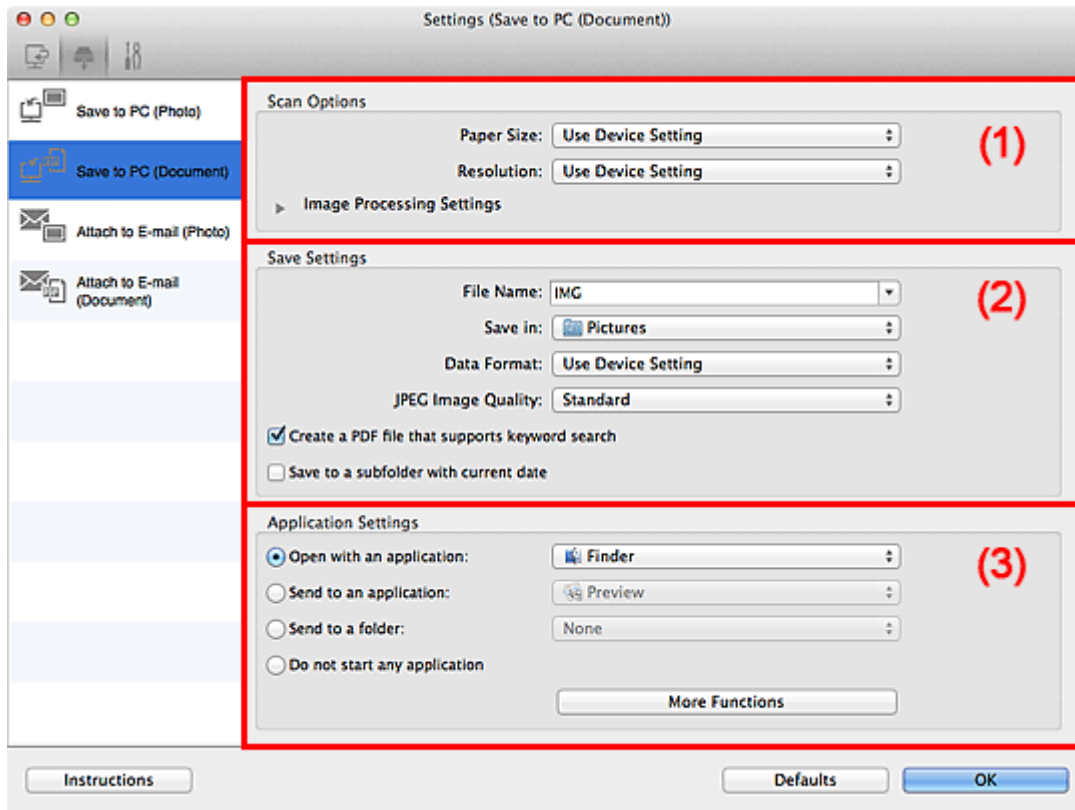 Settings (Save to PC (Document))
Save to PC (Photo)
Save to PC (Document)
Attach to E-mail (Photo)
Attach to E-mail
(Document)
Scan Options
(1)
Paper Size: Use Device Setting
Resolution: Use Device Setting
Image Processing Settings
Save Settings
(2)
File Name: IMG
Save in: Pictures
Data Format: Use Device Setting
JPEG Image Quality: Standard
Create a PDF file that supports keyword search
Save to a subfolder with current date
Application Settings
(3)
Open with an application: Finder
Send to an application: Preview
Send to a folder: None
Do not start any application
More Functions
Instructions Defaults OK